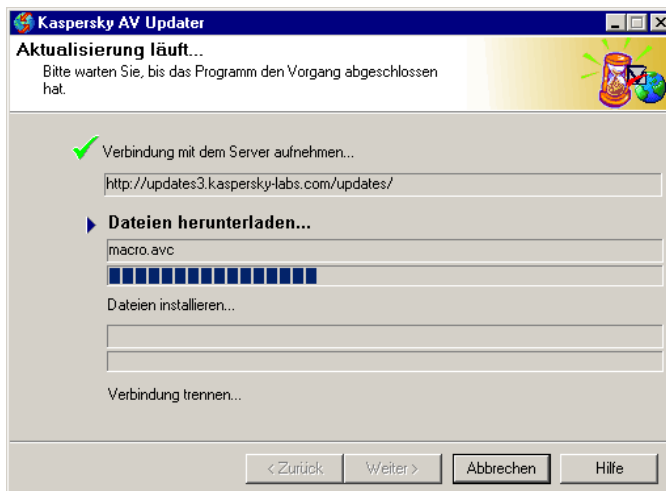 Kaspersky AV Updater
Aktualisierung läuft...
Bitte warten Sie, bis das Programm den Vorgang abgeschlossen
hat.
Verbindung mit dem Server aufnehmen...
http://updates3.kaspersky-labs.com/updates/
Dateien herunterladen...
macro.avc
Dateien installieren...
Verbindung trennen...
< Zurück
Weiter >
Abbrechen
Hilfe